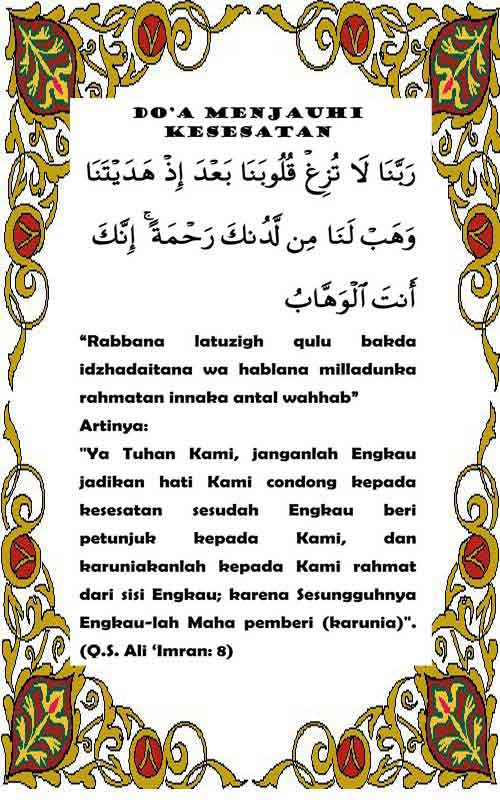 DO'A MENJAUHI
KESESATAN
رَبَّنَا لَا تُزِغْ قُلُوبَنَا بَعْدَ إِذْ هَدَيْتَنَا
وَهَبْ لَنَا مِن لَّدُنكَ رَحْمَةً ۚ إِنَّكَ
أَنتَ ٱلْوَهَّابُ
“Rabbana latuzigh qulu bakda
idzhadaitana wa hablana milladunka
rahmatan innaka antal wahhab”
Artinya:
"Ya Tuhan Kami, janganlah Engkau
jadikan hati Kami condong kepada
kesesatan sesudah Engkau beri
petunjuk kepada Kami, dan
karuniakanlah kepada Kami rahmat
dari sisi Engkau; karena Sesungguhnya
Engkau-lah Maha pemberi (karunia)".
(Q.S. Ali ‘Imran: 8)